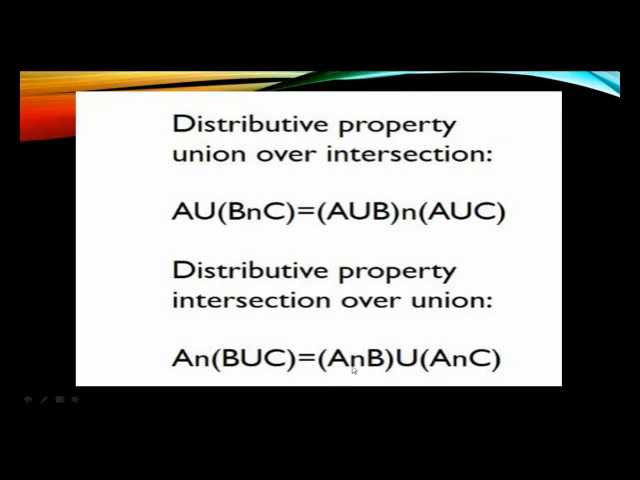 Distributive property
union over intersection:
AU(BnC)=(AUB)n(AUC)
Distributive property
intersection over union:
An(BUC)=(AnB)U(AnC)